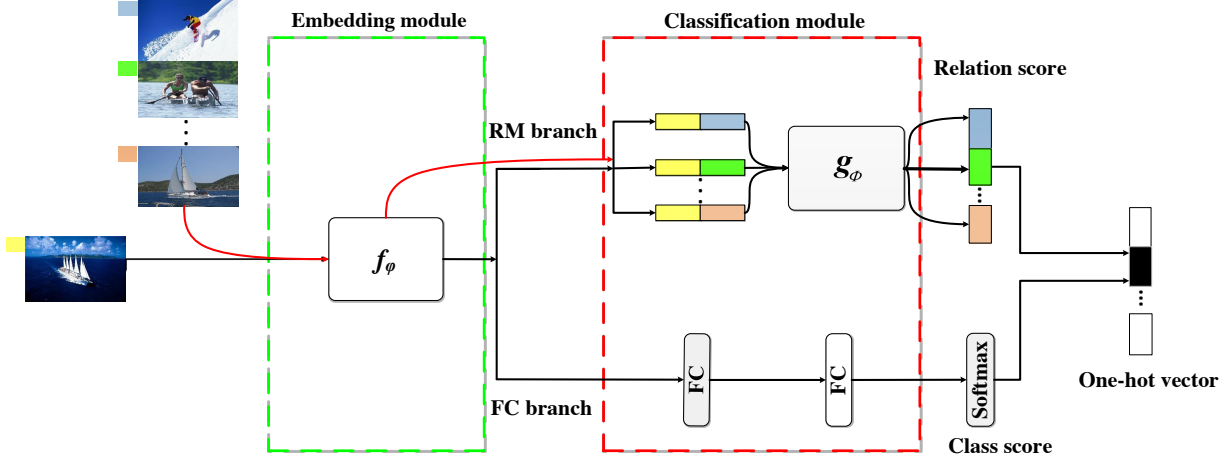 Embedding module
Classification module
Relation score
RM branch
g_Φ
f_φ
FC
FC
Softmax
One-hot vector
FC branch
Class score